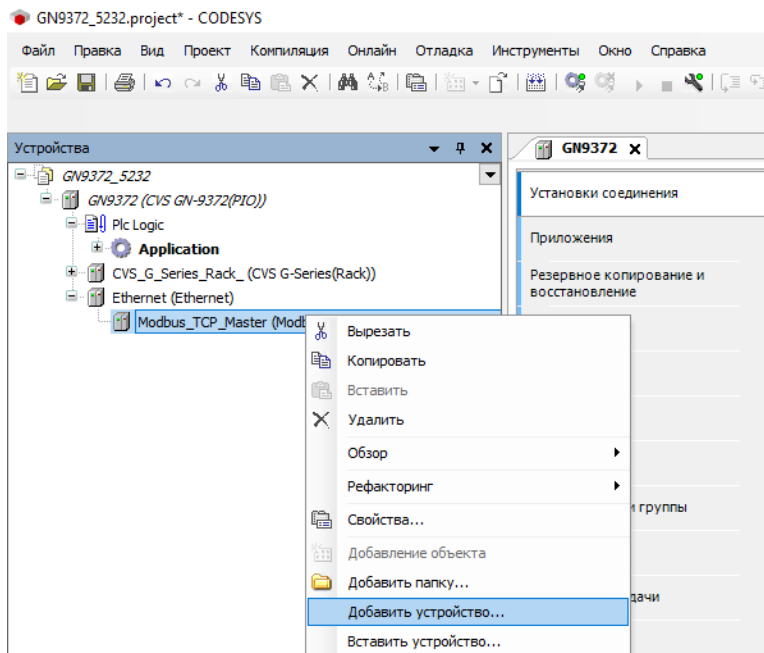 GN9372_5232.project* - CODESYS
Файл Правка Вид Проект Компиляция Онлайн Отладка Инструменты Окно Справка
Устройства
GN9372
GN9372_5232
GN9372 (CVS GN-9372(PIO))
Plc Logic
Application
CVS_G_Series_Rack_ (CVS G-Series(Rack))
Ethernet (Ethernet)
Modbus_TCP_Master
Установки соединения
Приложения
Резервное копирование и
восстановление
Вырезать
Копировать
Вставить
Удалить
Обзор
Рефакторинг
Свойства...
Добавление объекта
Добавить папку...
Добавить устройство...
Вставить устройство...
и группы